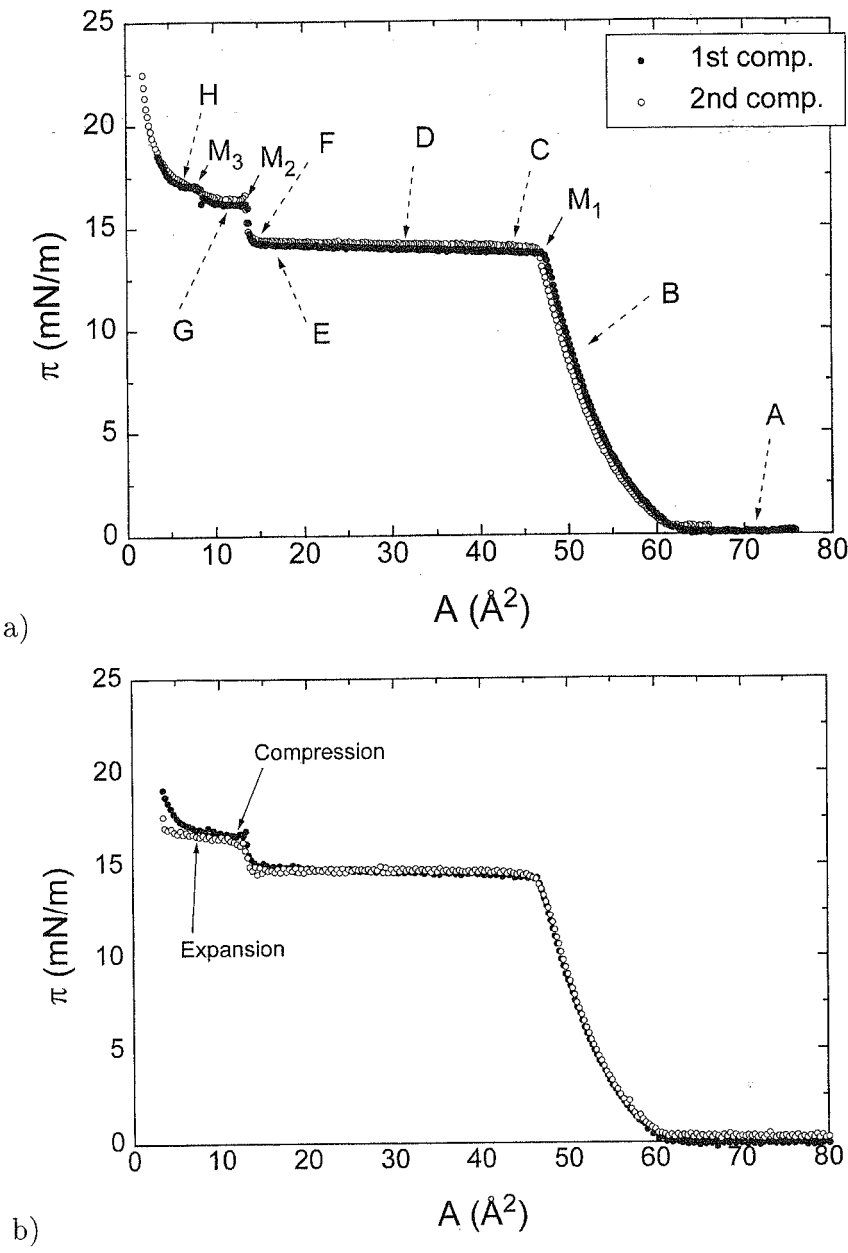 25
20
15
10
5
0
π (mN/m)
1st comp.
2nd comp.
H
M3
M2
F
D
C
M1
G
E
B
A
0 10 20 30 40 50 60 70 80
A (Å²)
a)
25
20
15
10
5
0
π (mN/m)
Compression
Expansion
0 10 20 30 40 50 60 70 80
A (Å²)
b)